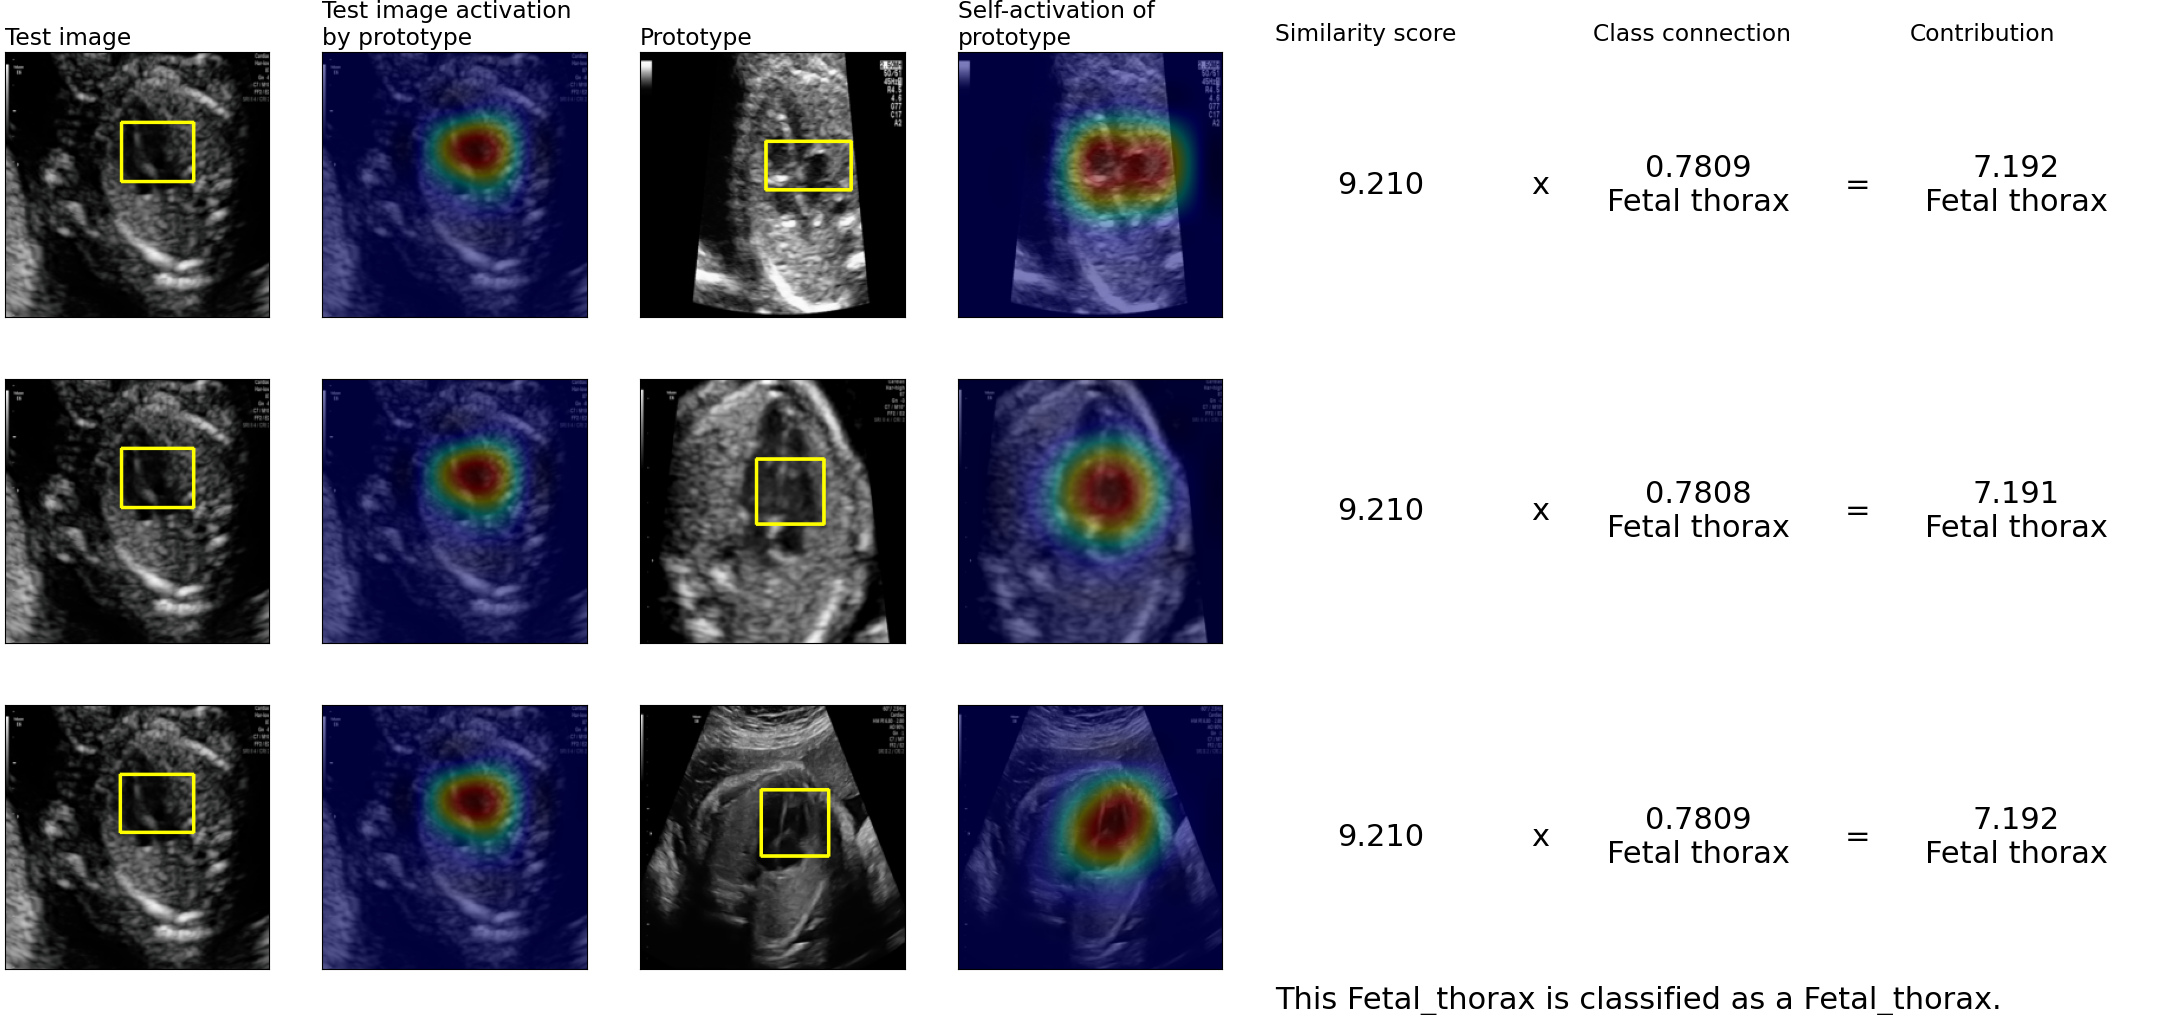 Test image
Test image activation
by prototype
Prototype
Self-activation of
prototype
Similarity score
Class connection
Contribution
9.210
x
0.7809
Fetal thorax
=
7.192
Fetal thorax
9.210
x
0.7808
Fetal thorax
=
7.191
Fetal thorax
9.210
x
0.7809
Fetal thorax
=
7.192
Fetal thorax
This Fetal_thorax is classified as a Fetal_thorax.